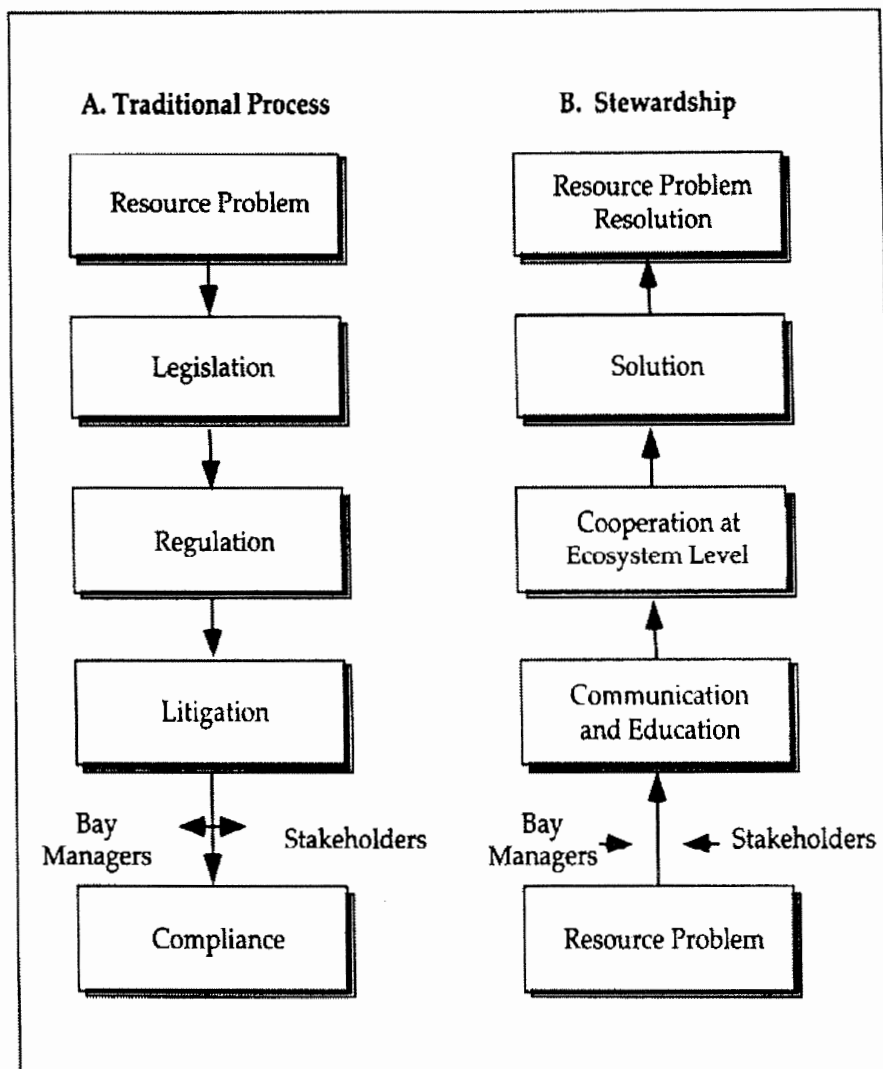 A. Traditional Process
Resource Problem
Legislation
Regulation
Litigation
Bay
Managers
Stakeholders
Compliance
B. Stewardship
Resource Problem
Resolution
Solution
Cooperation at
Ecosystem Level
Communication
and Education
Bay
Managers
Stakeholders
Resource Problem